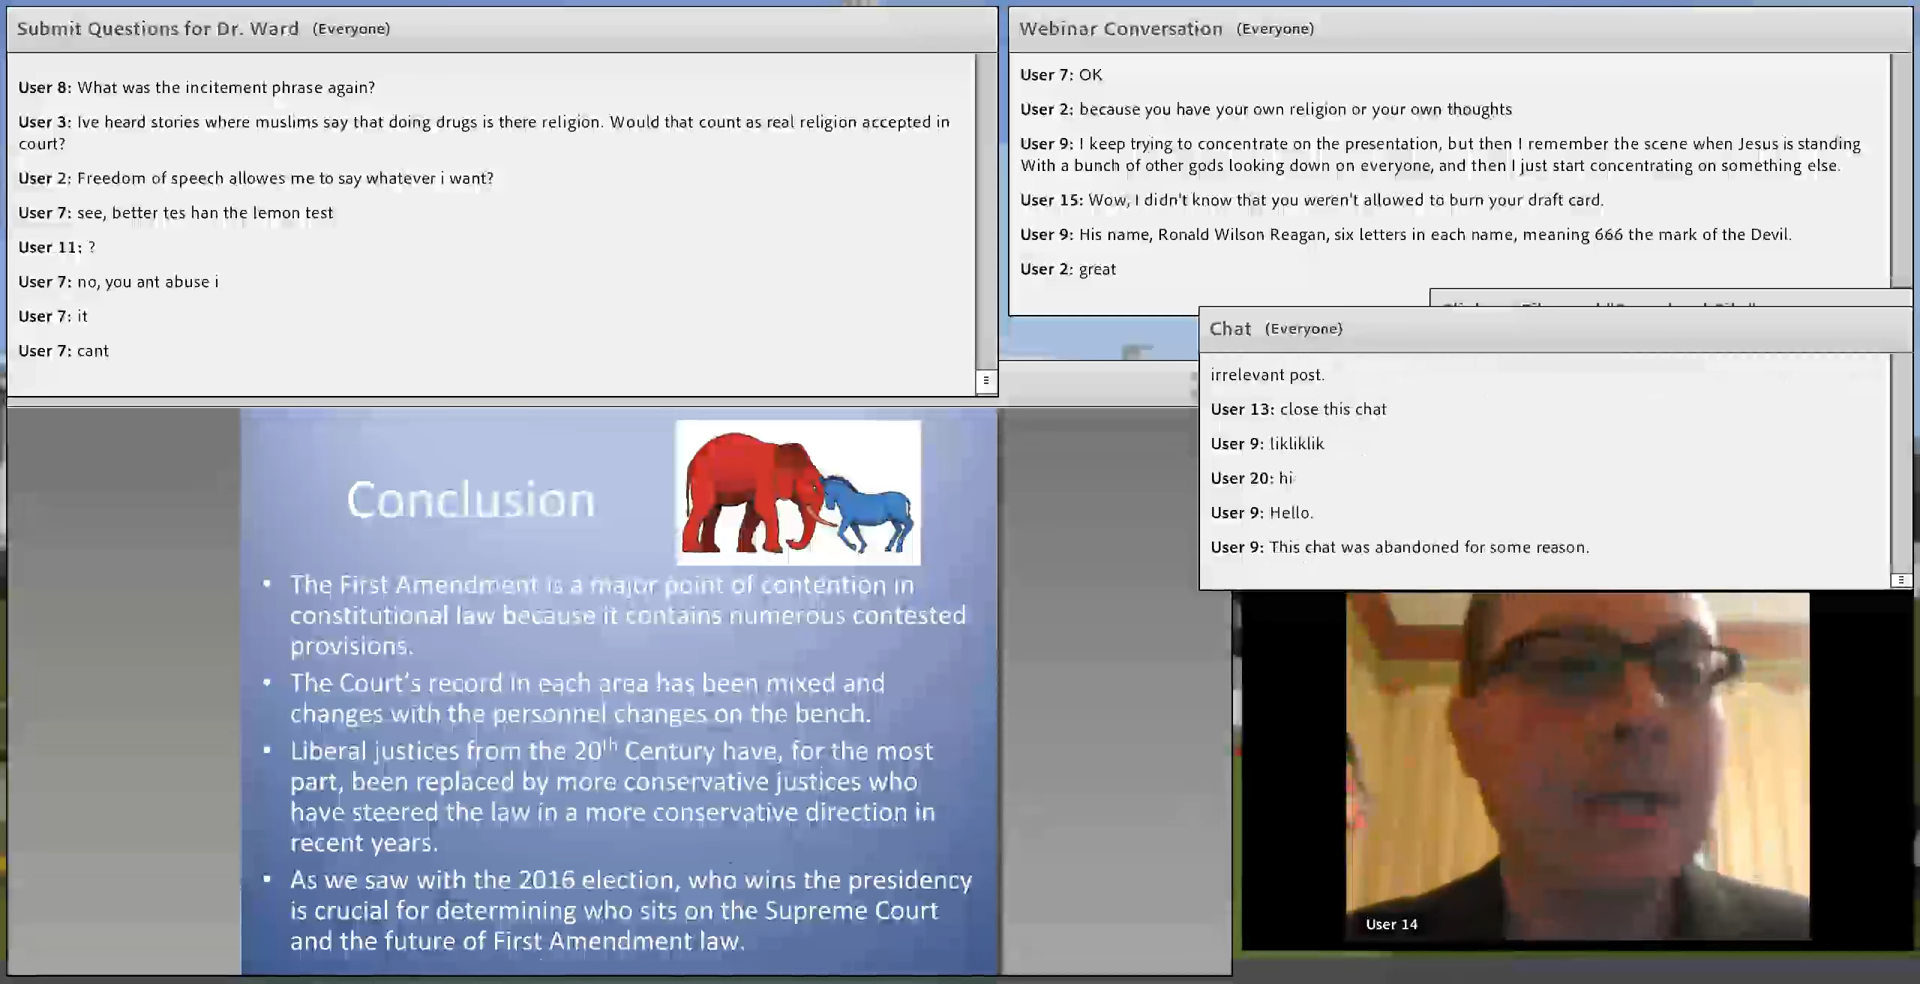 Submit Questions for Dr. Ward (Everyone)
User 8: What was the incitement phrase again?
User 3: Ive heard stories where muslims say that doing drugs is there religion. Would that count as real religion accepted in
court?
User 2: Freedom of speech allowes me to say whatever i want?
User 7: see, better tes han the lemon test
User 11: ?
User 7: no, you ant abuse i
User 7: it
User 7: cant
Webinar Conversation (Everyone)
User 7: OK
User 2: because you have your own religion or your own thoughts
User 9: I keep trying to concentrate on the presentation, but then I remember the scene when Jesus is standing
With a bunch of other gods looking down on everyone, and then I just start concentrating on something else.
User 15: Wow, I didn't know that you weren't allowed to burn your draft card.
User 9: His name, Ronald Wilson Reagan, six letters in each name, meaning 666 the mark of the Devil.
User 2: great
Chat (Everyone)
irrelevant post.
User 13: close this chat
User 9: likliklik
User 20: hi
User 9: Hello.
User 9: This chat was abandoned for some reason.
Conclusion
• The First Amendment is a major point of contention in
constitutional law because it contains numerous contested
provisions.
• The Court's record in each area has been mixed and
changes with the personnel changes on the bench.
• Liberal justices from the 20th Century have, for the most
part, been replaced by more conservative justices who
have steered the law in a more conservative direction in
recent years.
• As we saw with the 2016 election, who wins the presidency
is crucial for determining who sits on the Supreme Court
and the future of First Amendment law.
User 14